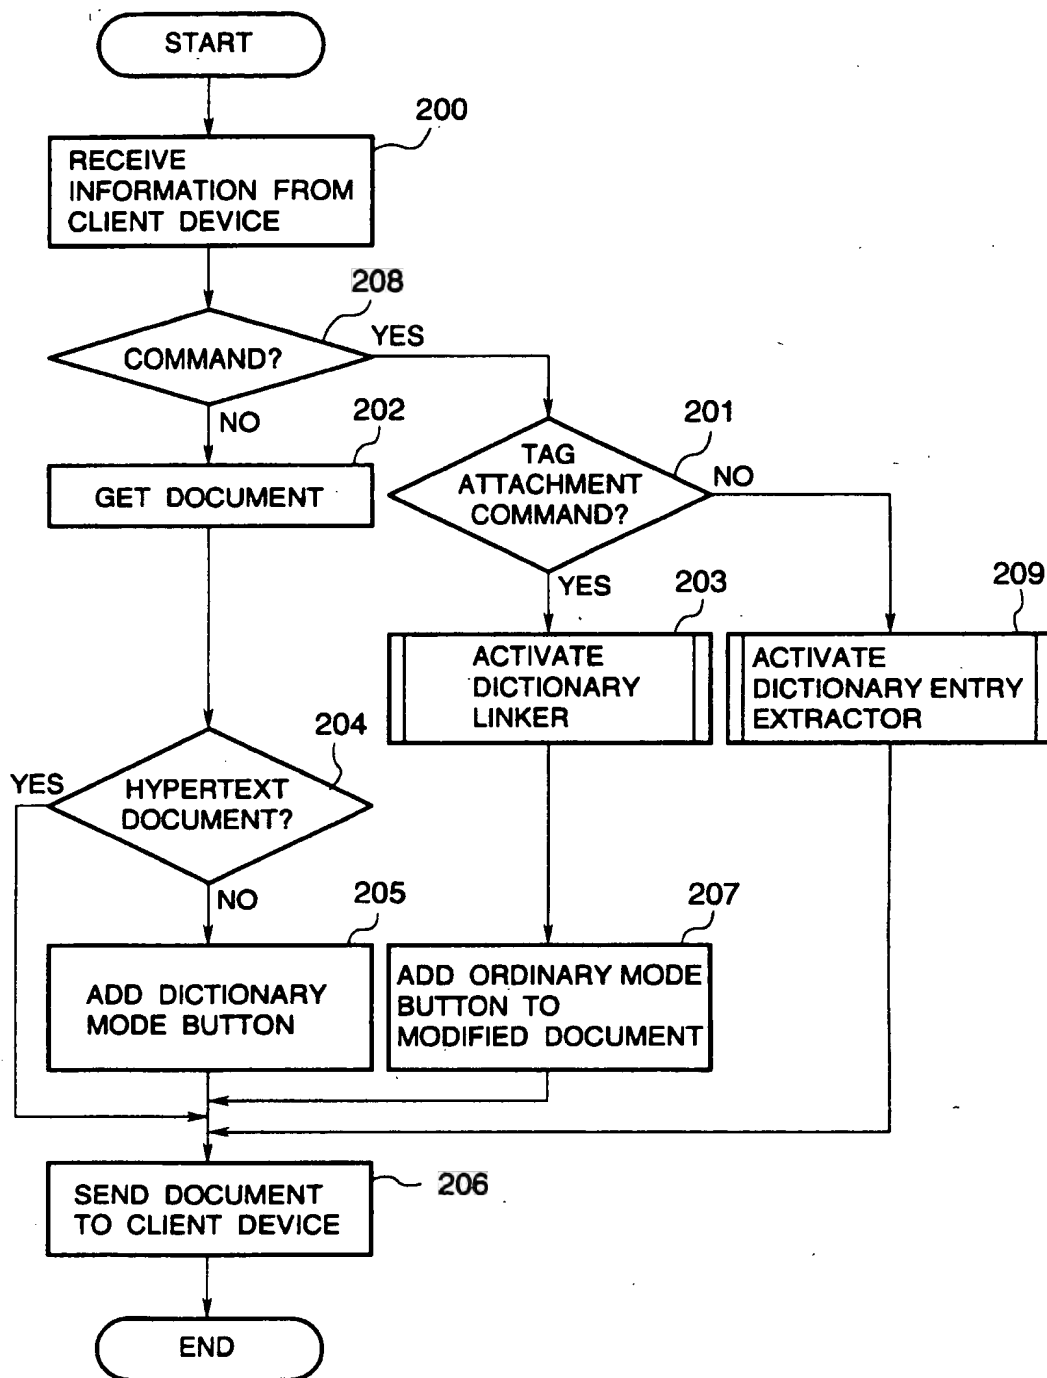 START
200
RECEIVE
INFORMATION FROM
CLIENT DEVICE
208
COMMAND?
YES
NO
202
GET DOCUMENT
201
TAG
ATTACHMENT
COMMAND?
NO
YES
203
ACTIVATE
DICTIONARY
LINKER
209
ACTIVATE
DICTIONARY ENTRY
EXTRACTOR
204
YES
HYPERTEXT
DOCUMENT?
NO
205
ADD DICTIONARY
MODE BUTTON
207
ADD ORDINARY MODE
BUTTON TO
MODIFIED DOCUMENT
206
SEND DOCUMENT
TO CLIENT DEVICE
END